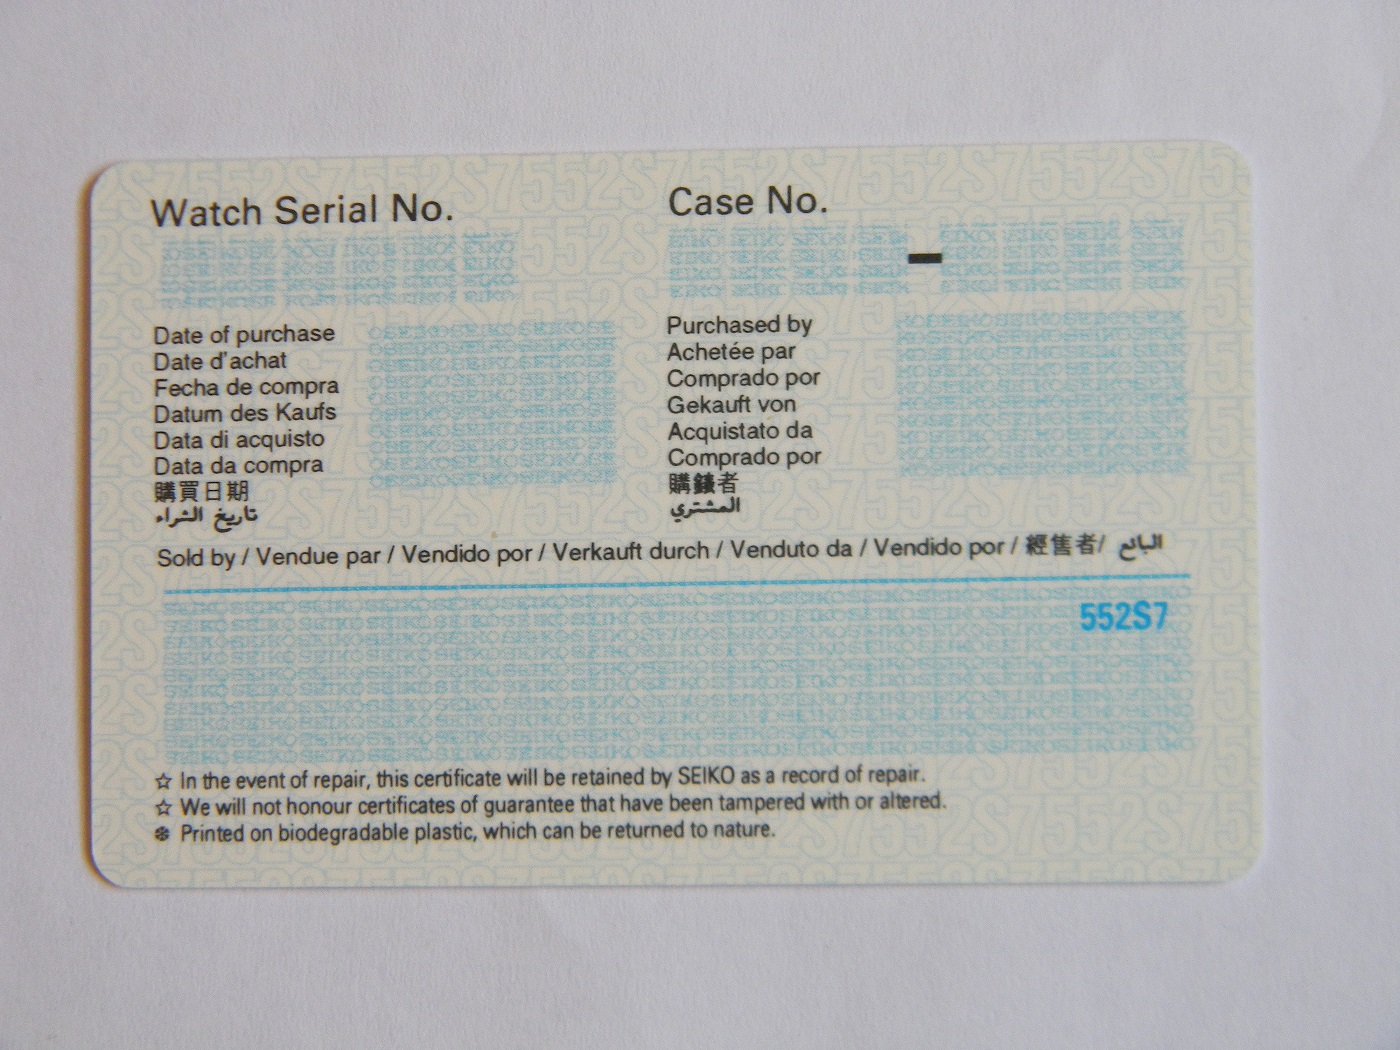 Watch Serial No.
Case No.
Date of purchase
Date d'achat
Fecha de compra
Datum des Kaufs
Data di acquisto
Data da compra
購買日期
تاريخ الشراء
Purchased by
Achetée par
Comprado por
Gekauft von
Acquistato da
Comprado por
購者
المشتري
Sold by / Vendue par / Vendido por / Verkauft durch / Venduto da / Vendido por / 經售者/ البائع
552S7
☆ In the event of repair, this certificate will be retained by SEIKO as a record of repair.
☆ We will not honour certificates of guarantee that have been tampered with or altered.
❆ Printed on biodegradable plastic, which can be returned to nature.